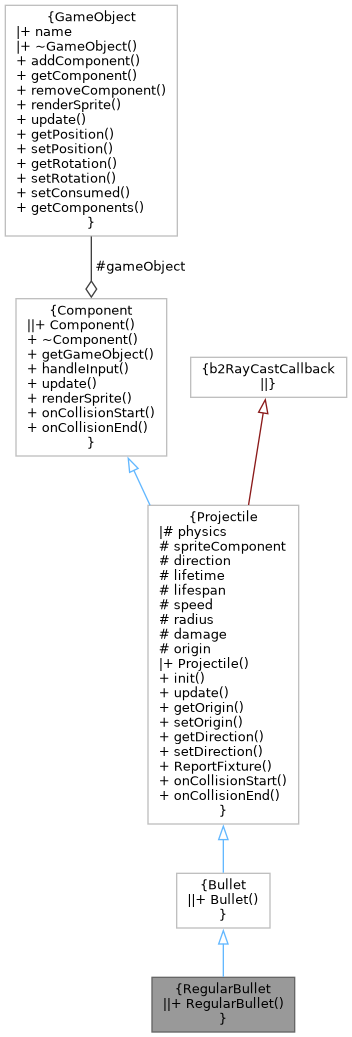 {GameObject
|+ name
|+ ~GameObject()
+ addComponent()
+ getComponent()
+ removeComponent()
+ renderSprite()
+ update()
+ getPosition()
+ setPosition()
+ getRotation()
+ setRotation()
+ setConsumed()
+ getComponents()
}
#gameObject
{Component
||+ Component()
+ ~Component()
+ getGameObject()
+ handleInput()
+ update()
+ renderSprite()
+ onCollisionStart()
+ onCollisionEnd()
}
{b2RayCastCallback
||}
{Projectile
|# physics
# spriteComponent
# direction
# lifetime
# lifespan
# speed
# radius
# damage
# origin
|+ Projectile()
+ init()
+ update()
+ getOrigin()
+ setOrigin()
+ getDirection()
+ setDirection()
+ ReportFixture()
+ onCollisionStart()
+ onCollisionEnd()
}
{Bullet
||+ Bullet()
}
{RegularBullet
||+ RegularBullet()
}